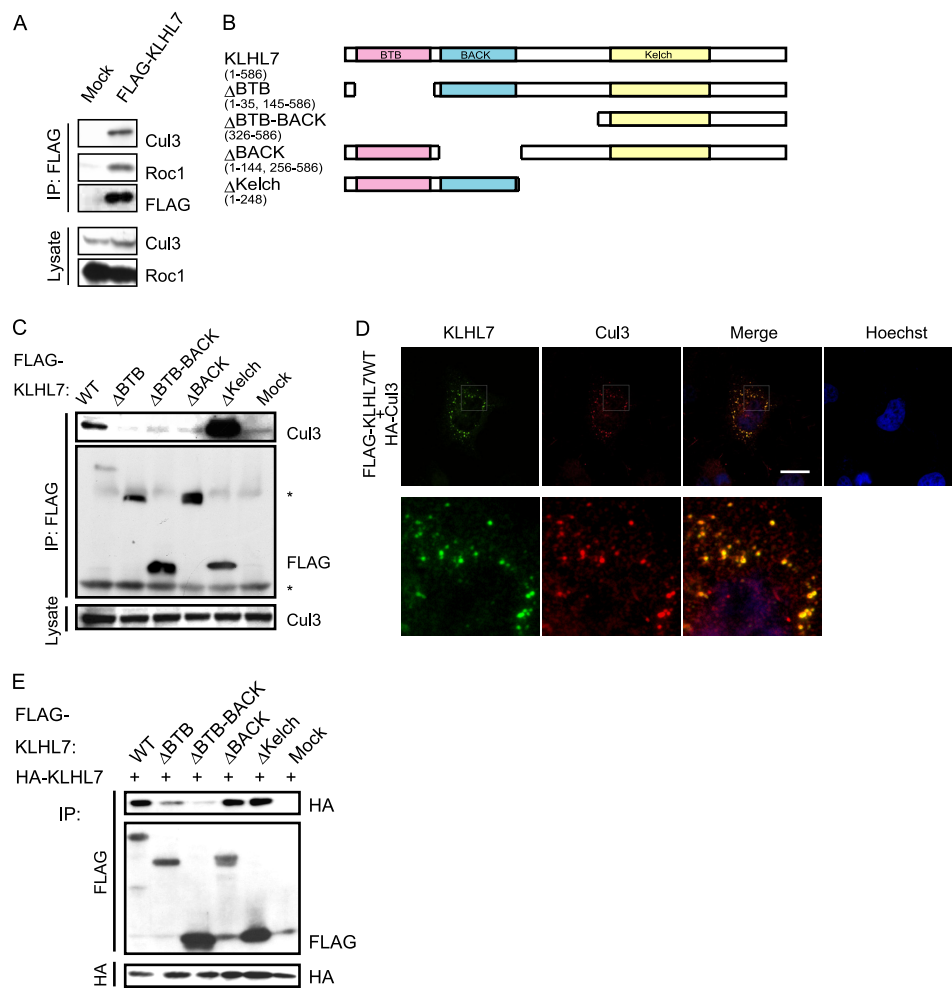 A
Mock
FLAG-KLHL7
IP: FLAG
Cul3
Roc1
FLAG
Lysate
Cul3
Roc1
B
KLHL7
(1-586)
BTB
BACK
Kelch
ΔBTB
(1-35, 145-586)
ΔBTB-BACK
(326-586)
ΔBACK
(1-144, 256-586)
ΔKelch
(1-248)
C
FLAG-
KLHL7:
WT
ΔBTB
ΔBTB-BACK
ΔBACK
ΔKelch
Mock
IP: FLAG
Cul3
*
FLAG
*
Lysate
Cul3
D
KLHL7
Cul3
Merge
Hoechst
FLAG-KLHL7WT
+
HA-Cul3
E
FLAG-
KLHL7:
WT
ΔBTB
ΔBTB-BACK
ΔBACK
ΔKelch
Mock
HA-KLHL7 + + + + + +
IP:
HA
FLAG
FLAG
HA
HA